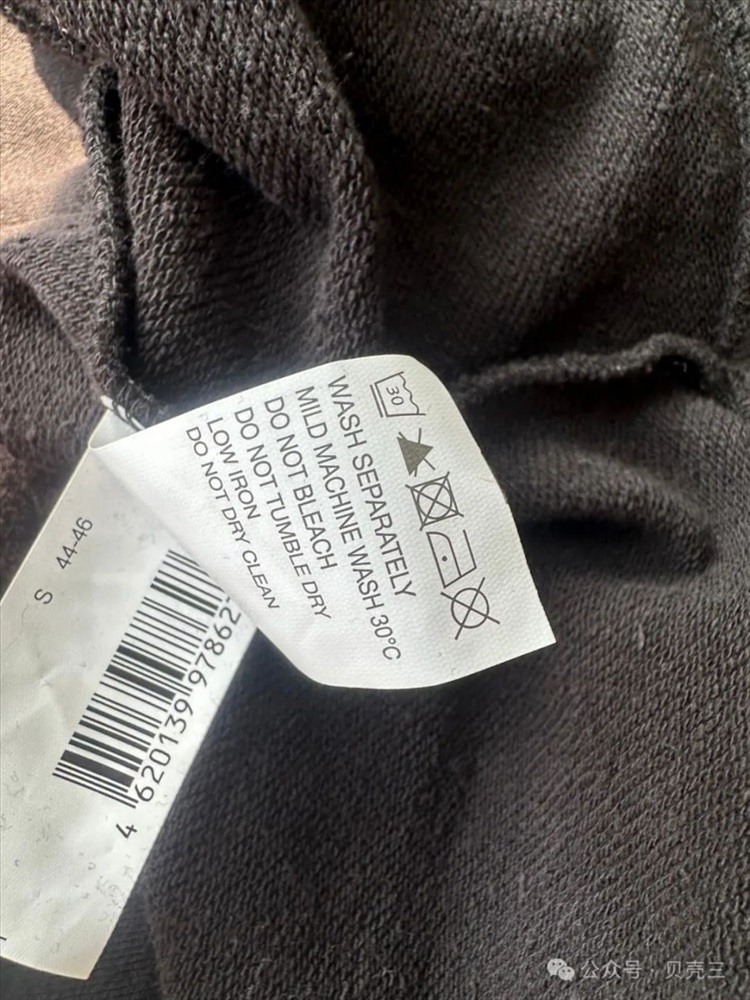 30
WASH SEPARATELY
MILD MACHINE WASH 30°C
DO NOT BLEACH
DO NOT TUMBLE DRY
LOW IRON
DO NOT DRY CLEAN
S 44-46
4 620139 97862
公众号 · 贝壳三